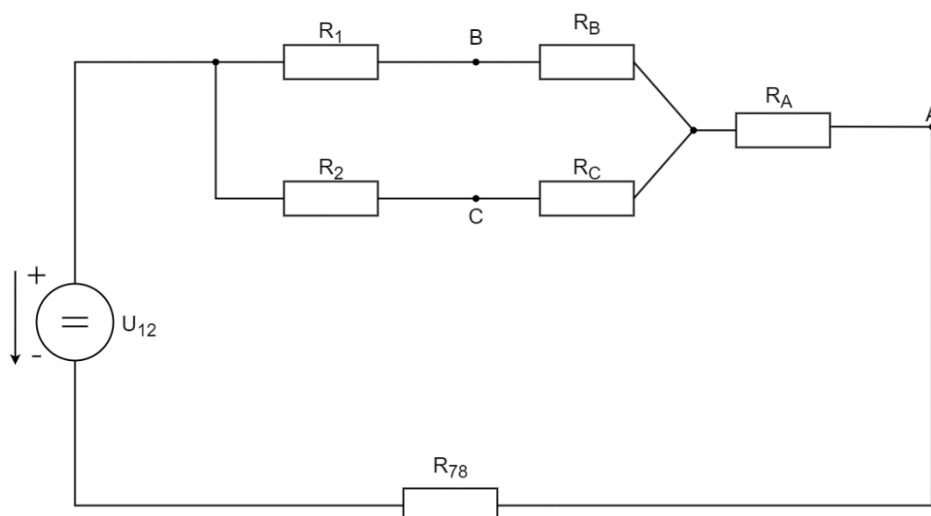 R1
B
RB
RA
A
R2
RC
C
+
=
U12
-
R78